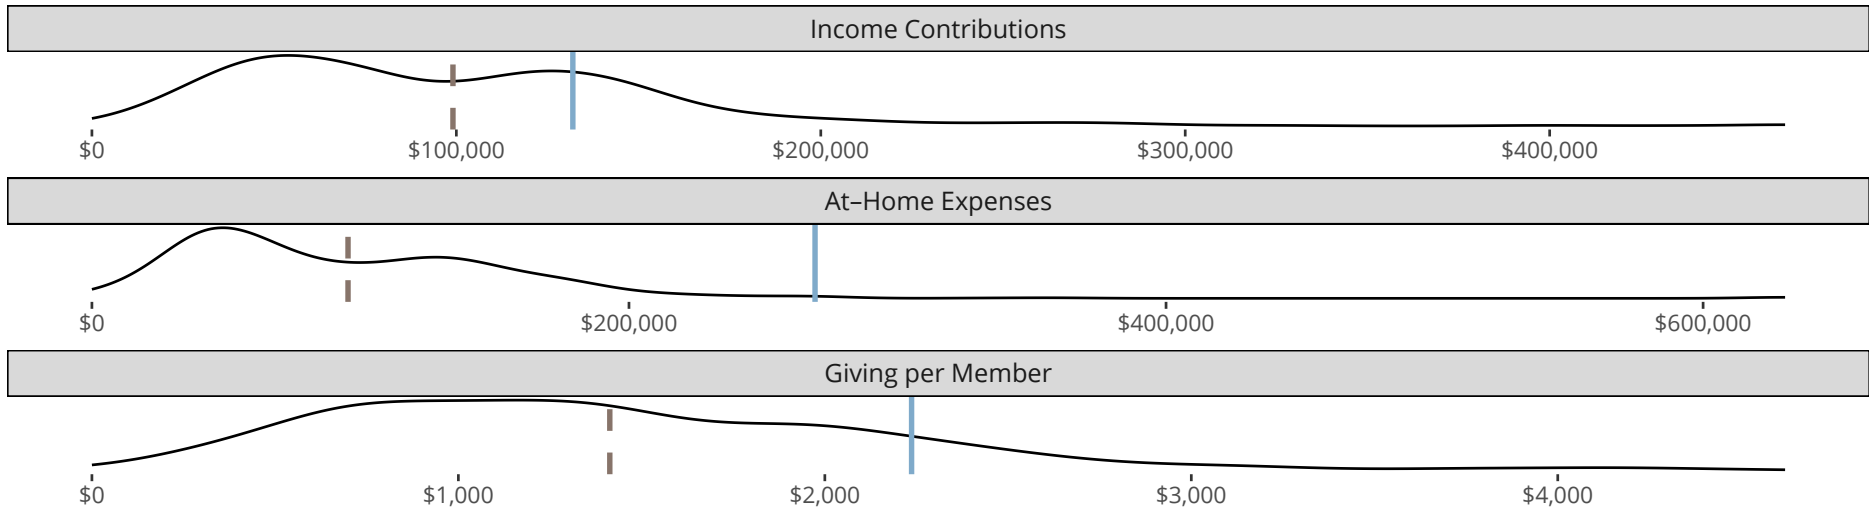 Income Contributions
$0 $100,000 $200,000 $300,000 $400,000
At–Home Expenses
$0 $200,000 $400,000 $600,000
Giving per Member
$0 $1,000 $2,000 $3,000 $4,000